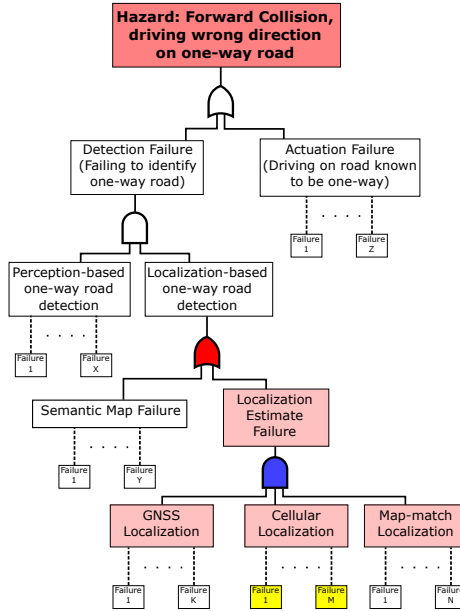 Hazard: Forward Collision,
driving wrong direction
on one-way road
Detection Failure
(Failing to identify
one-way road)
Actuation Failure
(Driving on road known
to be one-way)
Failure
1
. . . .
Failure
Z
Perception-based
one-way road
detection
Localization-based
one-way road
detection
Failure
1
. . . .
Failure
X
Semantic Map Failure
Localization
Estimate
Failure
Failure
1
. . . .
Failure
Y
GNSS
Localization
Cellular
Localization
Map-match
Localization
Failure
1
. . . .
Failure
K
Failure
1
. . . .
Failure
M
Failure
1
. . . .
Failure
N